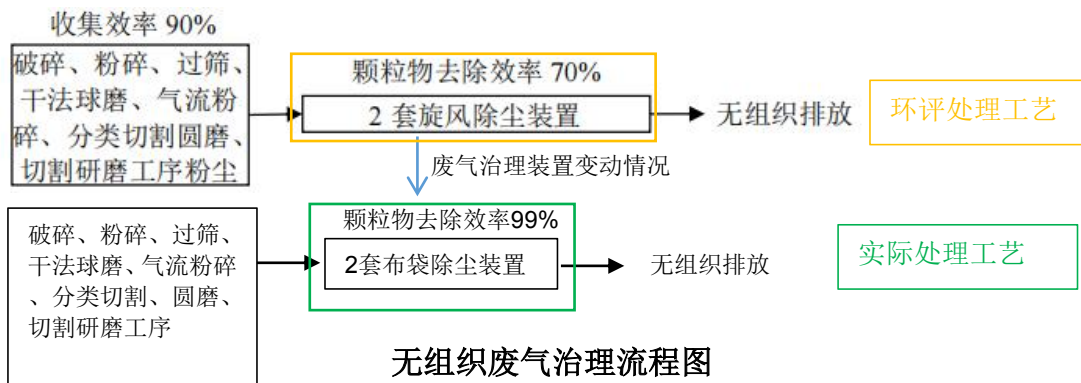 收集效率 90%
破碎、粉碎、过筛、
干法球磨、气流粉
碎、分类切割圆磨、
切割研磨工序粉尘
颗粒物去除效率 70%
2 套旋风除尘装置
无组织排放
环评处理工艺
废气治理装置变动情况
破碎、粉碎、过筛、
干法球磨、气流粉碎
、分类切割、圆磨、
切割研磨工序
颗粒物去除效率99%
2套布袋除尘装置
无组织排放
实际处理工艺
无组织废气治理流程图